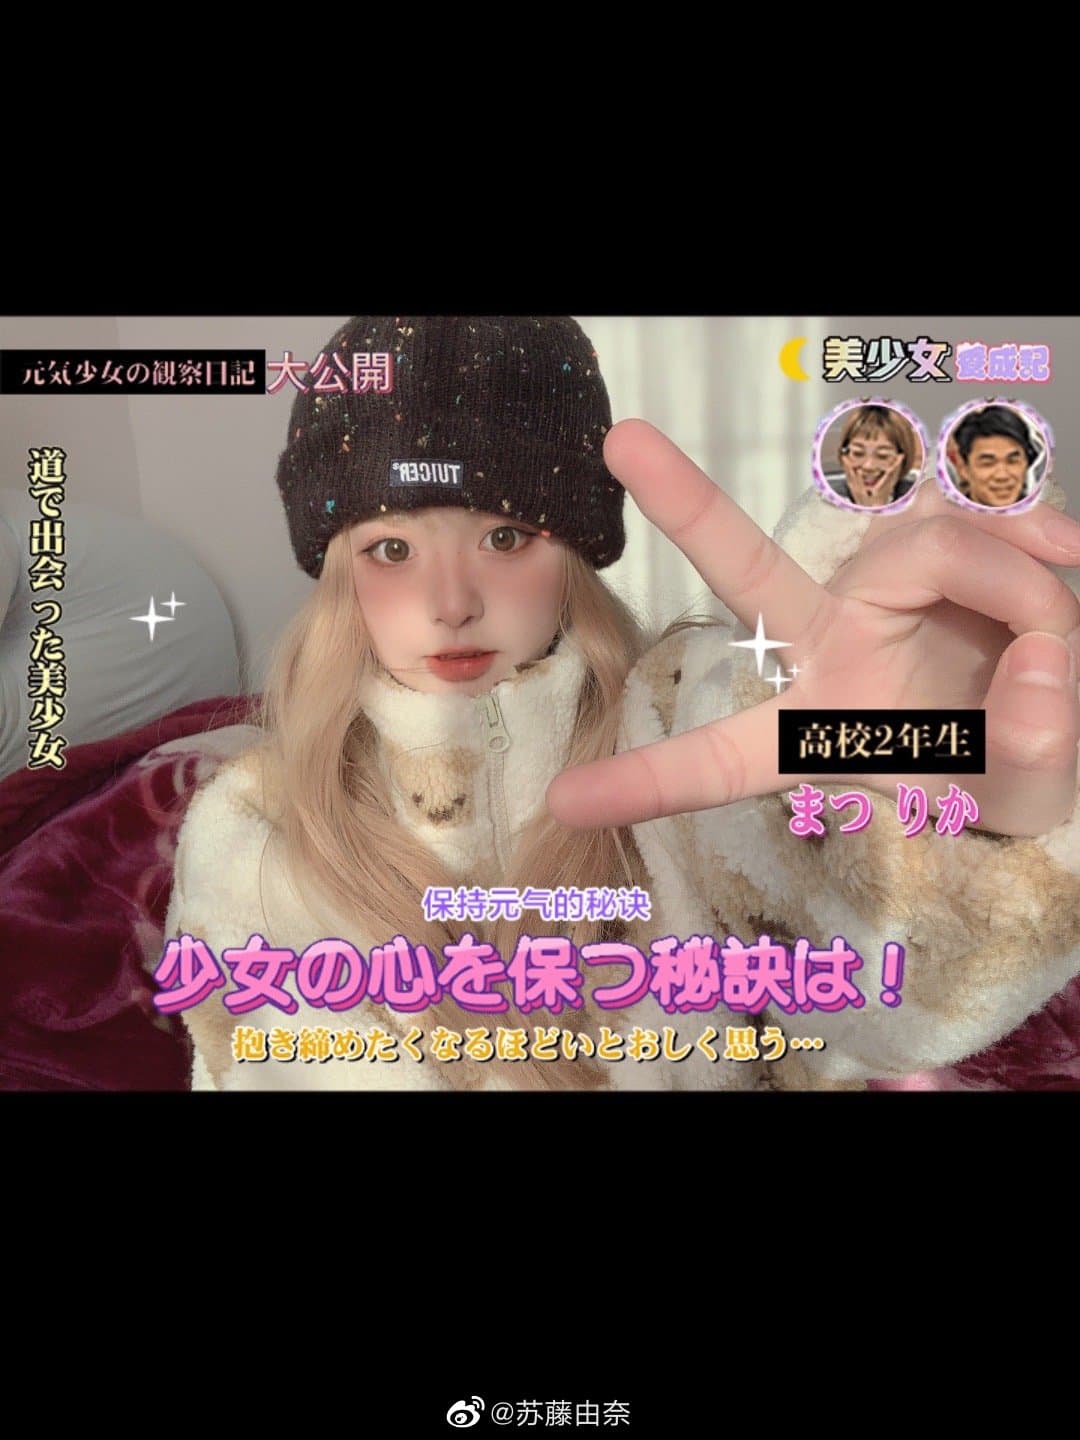 元気少女の観察日記 大公開
美少女 養成記
道で出会った美少女
TUICER®
高校2年生
まつ りか
保持元气的秘诀
少女の心を保つ秘訣は！
抱き締めたくなるほどいとおしく思う…
@苏藤由奈